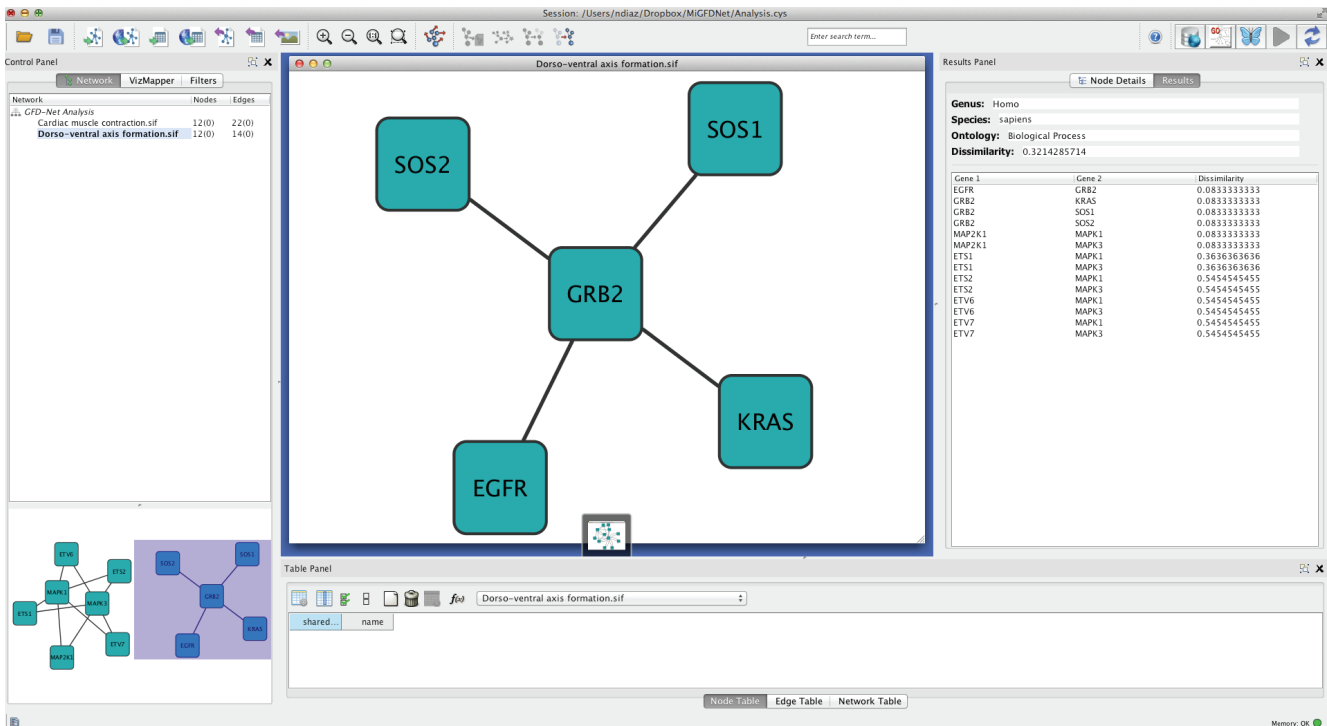 Session: /Users/ndiaz/Dropbox/MiGFDNet/Analysis.cys
Enter search term...
GO
Control Panel
Network VizMapper Filters
Network Nodes Edges
GFD-Net Analysis
Cardiac muscle contraction.sif 12(0) 22(0)
Dorso-ventral axis formation.sif 12(0) 14(0)
Dorso-ventral axis formation.sif
SOS1
SOS2
GRB2
KRAS
EGFR
Results Panel
Node Details Results
Genus: Homo
Species: sapiens
Ontology: Biological Process
Dissimilarity: 0.3214285714
Gene 1 Gene 2 Dissimilarity
EGFR GRB2 0.0833333333
GRB2 KRAS 0.0833333333
GRB2 SOS1 0.0833333333
GRB2 SOS2 0.0833333333
MAP2K1 MAPK1 0.0833333333
MAP2K1 MAPK3 0.0833333333
ETS1 MAPK1 0.3636363636
ETS1 MAPK3 0.3636363636
ETS2 MAPK1 0.5454545455
ETS2 MAPK3 0.5454545455
ETV6 MAPK1 0.5454545455
ETV6 MAPK3 0.5454545455
ETV7 MAPK1 0.5454545455
ETV7 MAPK3 0.5454545455
ETV6
SOS1
SOS2
ETS2
MAPK1
GRB2
MAPK3
ETS1
KRAS
ETV7
EGFR
MAP2K1
Table Panel
f(x) Dorso-ventral axis formation.sif
shared... name
Node Table Edge Table Network Table
Memory: OK